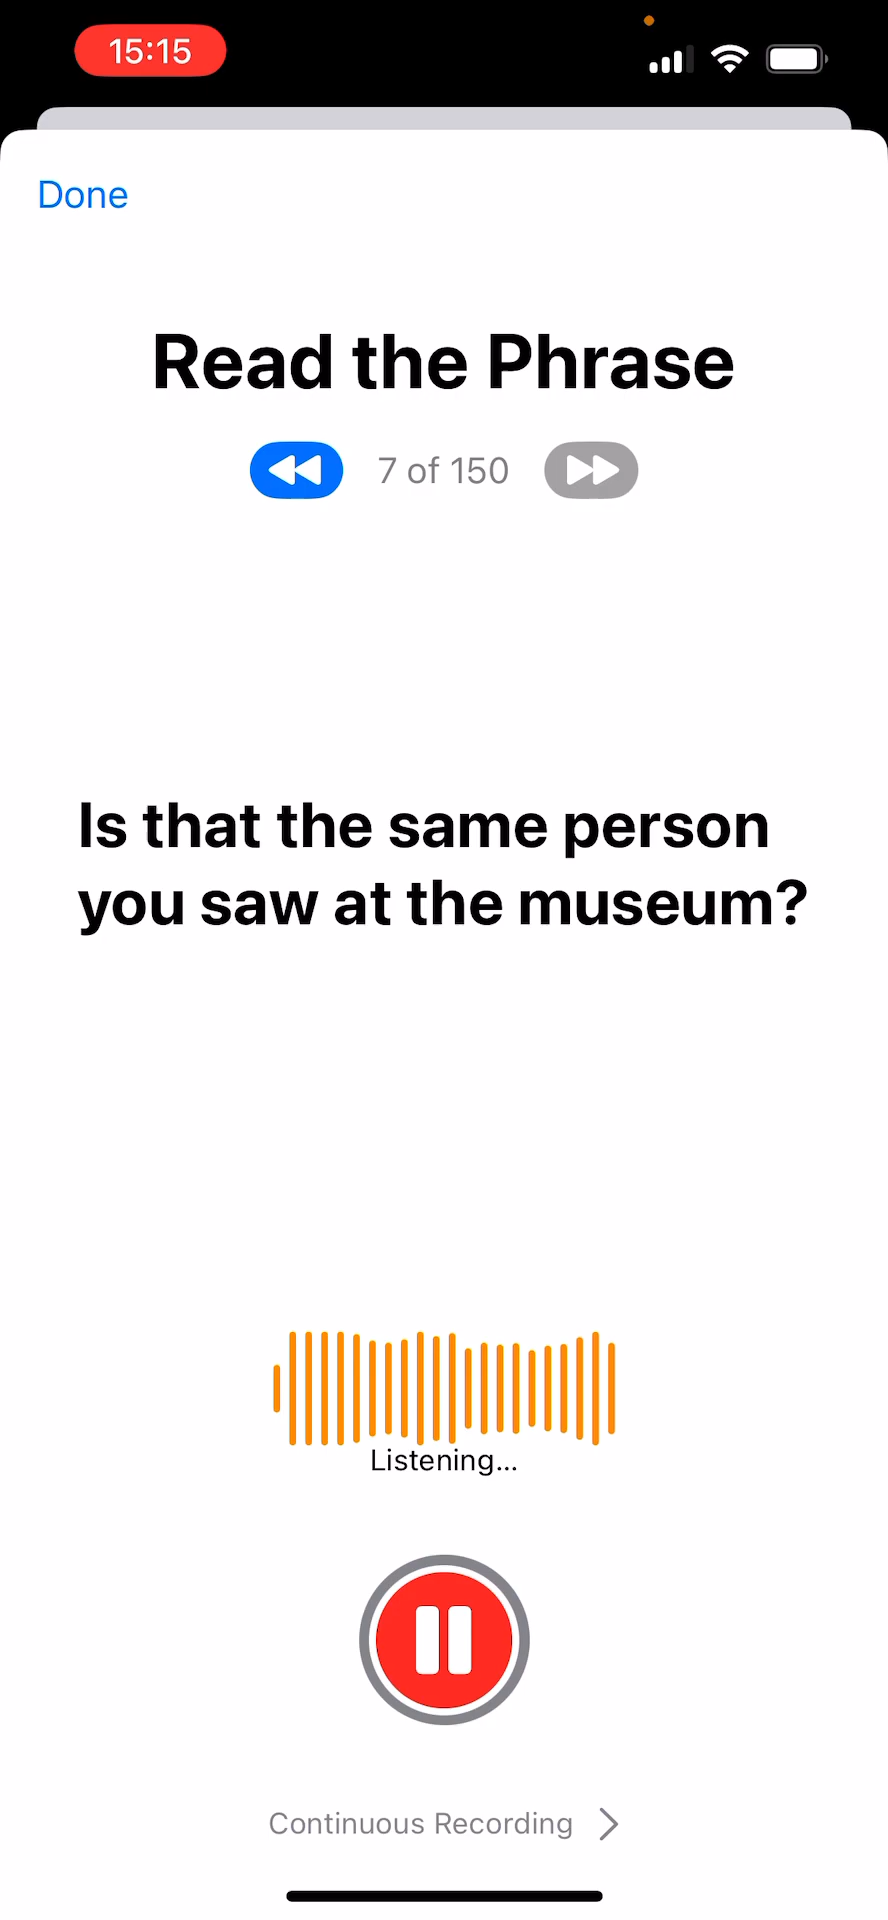 15:15
Done
Read the Phrase
7 of 150
Is that the same person
you saw at the museum?
Listening...
Continuous Recording